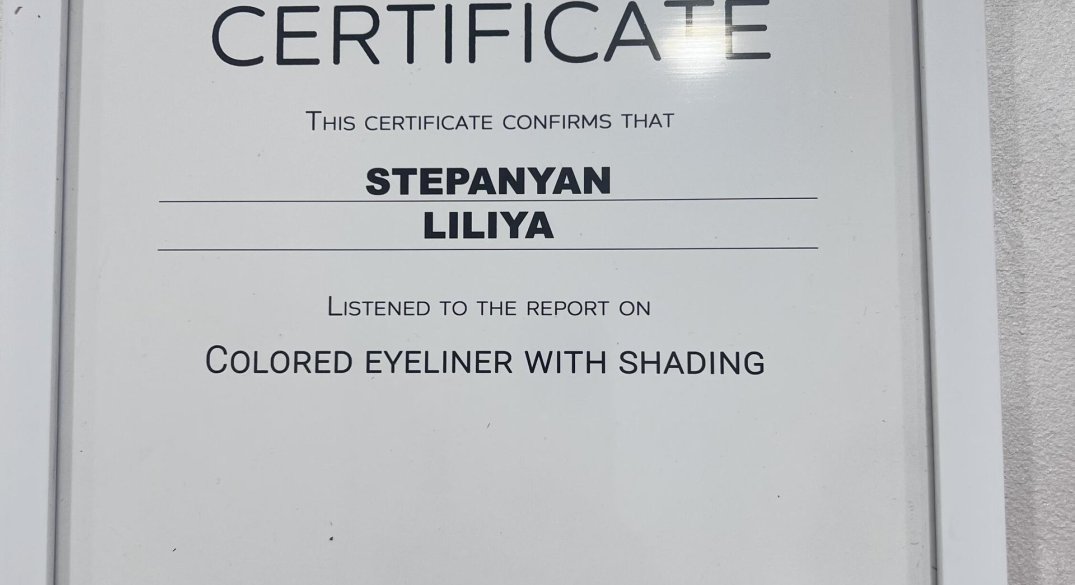 CERTIFICATE
THIS CERTIFICATE CONFIRMS THAT
STEPANYAN
LILIYA
LISTENED TO THE REPORT ON
COLORED EYELINER WITH SHADING